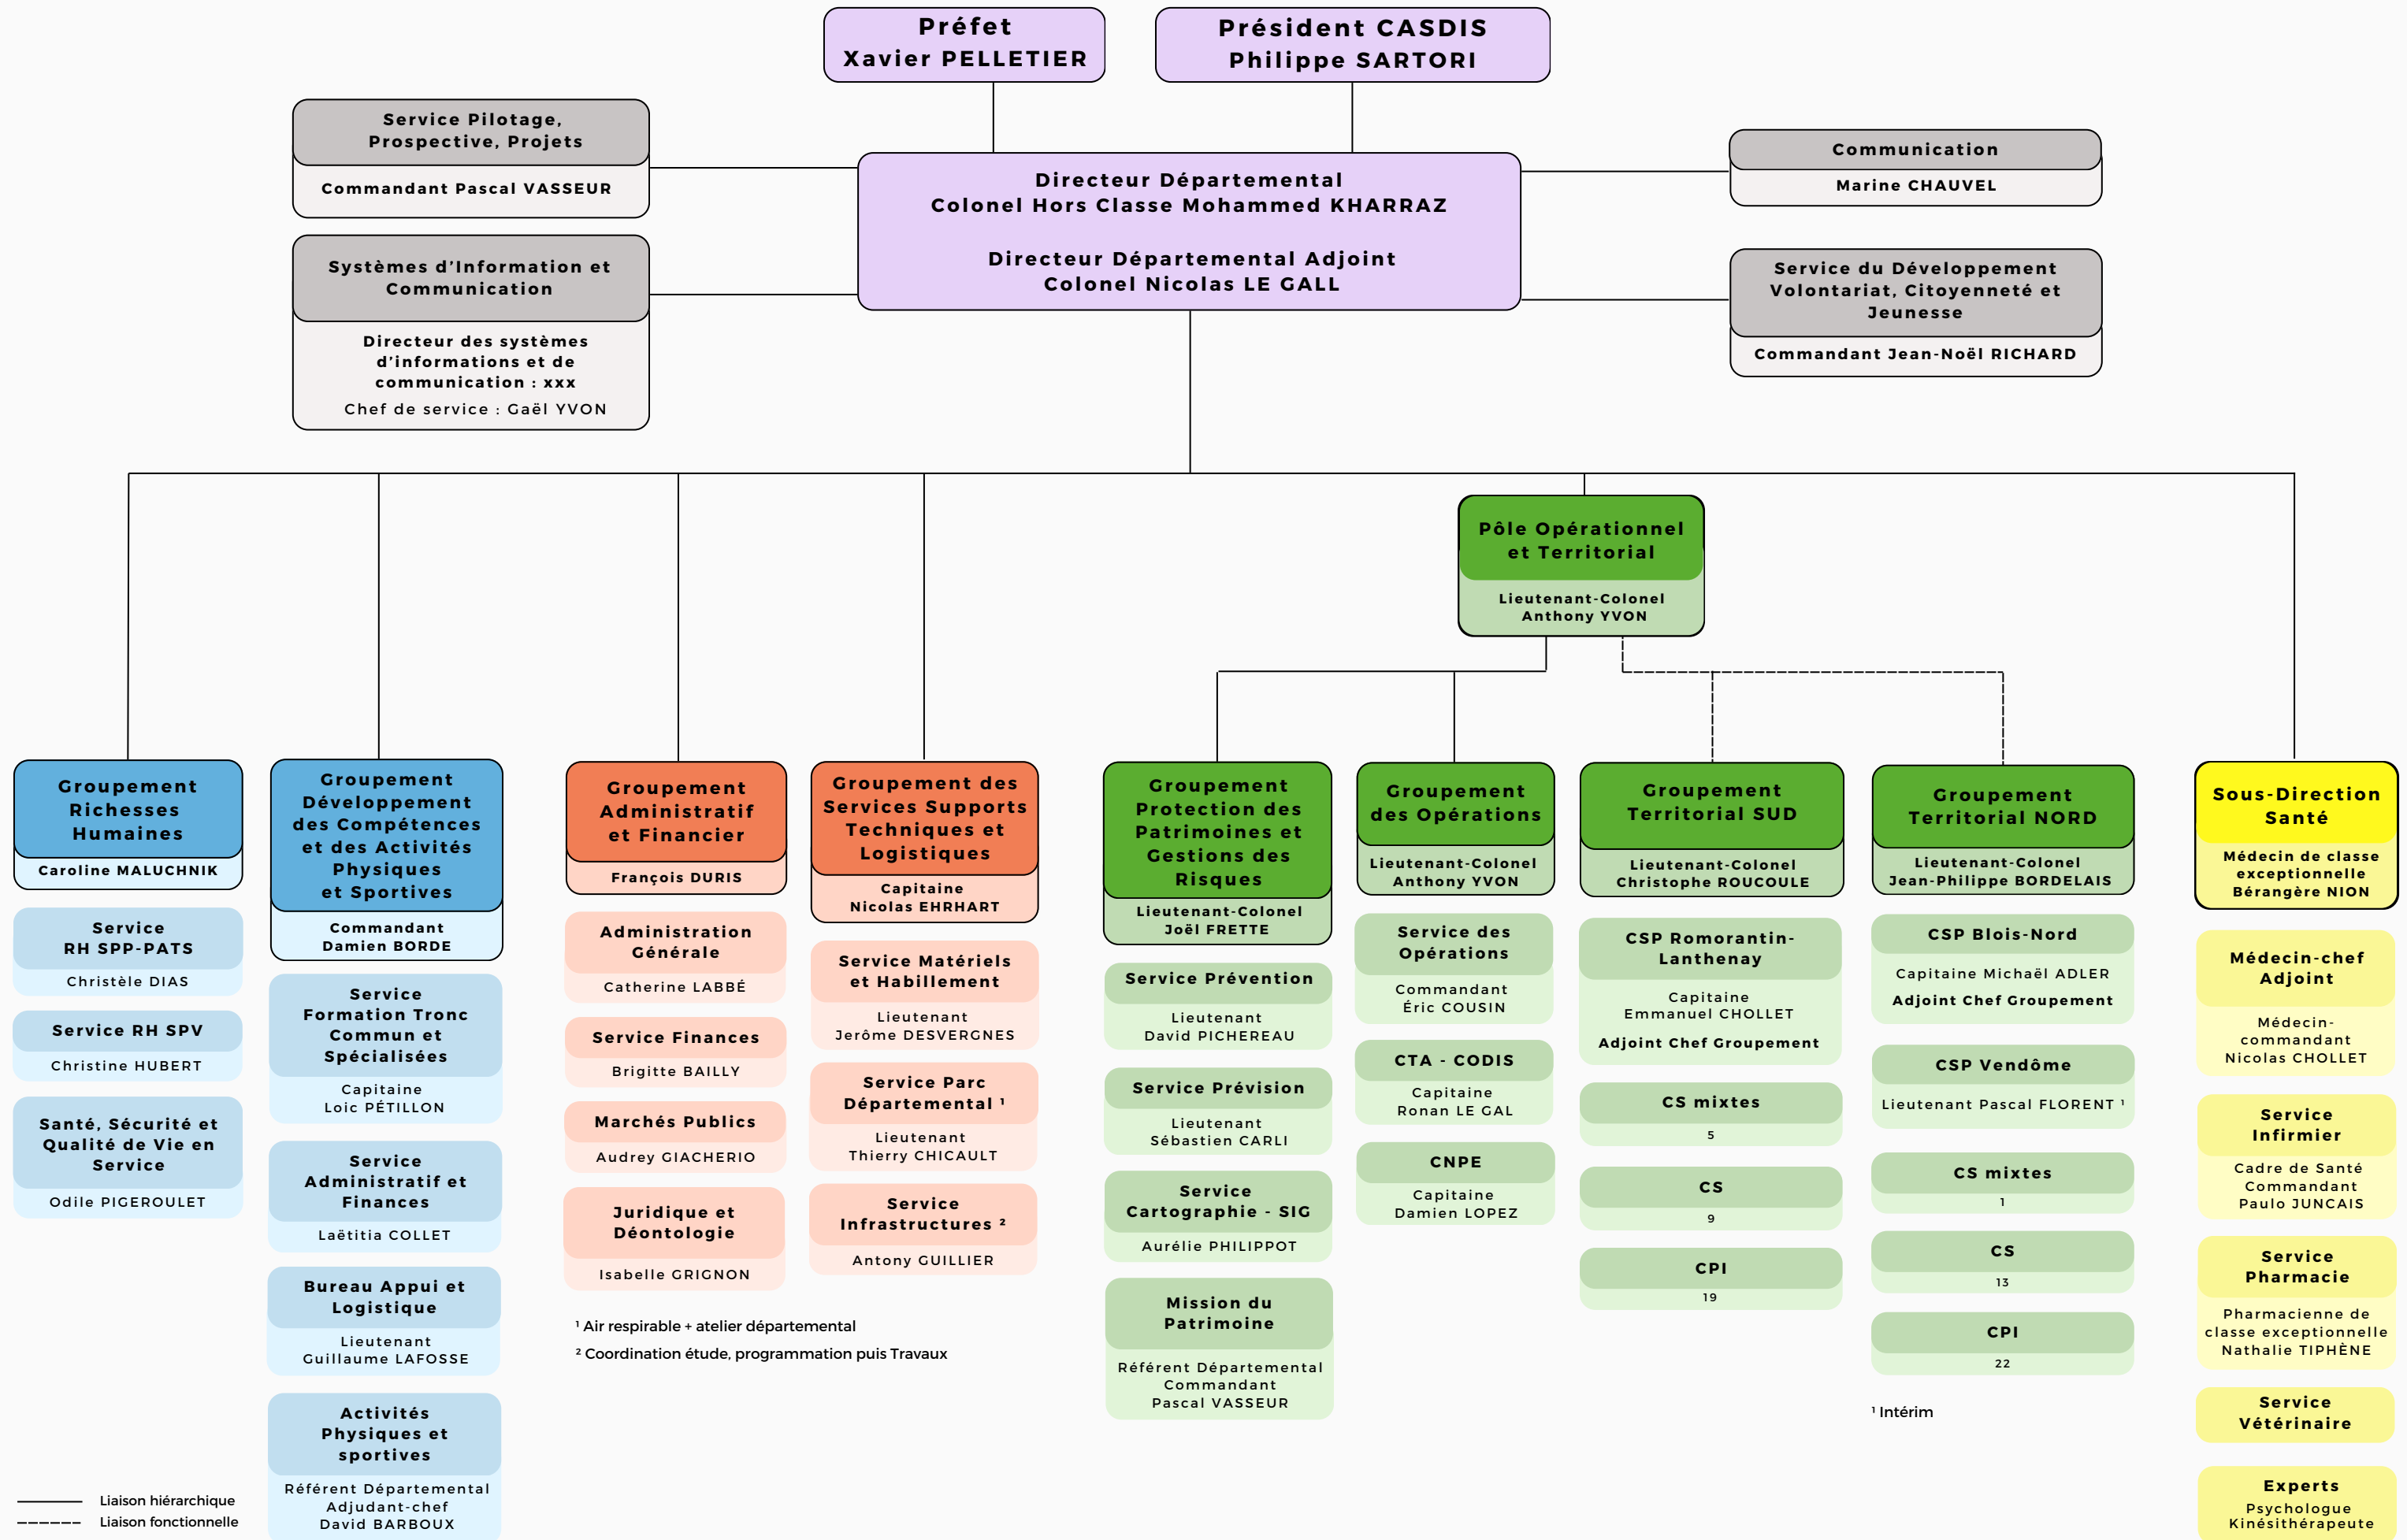 Préfet
Xavier PELLETIER
Président CASDIS
Philippe SARTORI
Service Pilotage,
Prospective, Projets
Commandant Pascal VASSEUR
Systèmes d’Information et
Communication
Directeur des systèmes
d’informations et de
communication : xxx
Chef de service : Gaël YVON
Directeur Départemental
Colonel Hors Classe Mohammed KHARRAZ
Directeur Départemental Adjoint
Colonel Nicolas LE GALL
Communication
Marine CHAUVEL
Service du Développement
Volontariat, Citoyenneté et
Jeunesse
Commandant Jean-Noël RICHARD
Pôle Opérationnel
et Territorial
Lieutenant-Colonel
Anthony YVON
Groupement
Richesses
Humaines
Caroline MALUCHNIK
Service
RH SPP-PATS
Christèle DIAS
Service RH SPV
Christine HUBERT
Santé, Sécurité et
Qualité de Vie en
Service
Odile PIGEROULET
Groupement
Développement
des Compétences
et des Activités
Physiques
et Sportives
Commandant
Damien BORDE
Service
Formation Tronc
Commun et
Spécialisées
Capitaine
Loic PÉTILLON
Service
Administratif et
Finances
Laëtitia COLLET
Bureau Appui et
Logistique
Lieutenant
Guillaume LAFOSSE
Activités
Physiques et
sportives
Référent Départemental
Adjudant-chef
David BARBOUX
Groupement
Administratif
et Financier
François DURIS
Administration
Générale
Catherine LABBÉ
Service Finances
Brigitte BAILLY
Marchés Publics
Audrey GIACHERIO
Juridique et
Déontologie
Isabelle GRIGNON
Groupement des
Services Supports
Techniques et
Logistiques
Capitaine
Nicolas EHRHART
Service Matériels
et Habillement
Lieutenant
Jerôme DESVERGNES
Service Parc
Départemental ¹
Lieutenant
Thierry CHICAULT
Service
Infrastructures ²
Antony GUILLIER
¹ Air respirable + atelier départemental
² Coordination étude, programmation puis Travaux
Groupement
Protection des
Patrimoines et
Gestions des
Risques
Lieutenant-Colonel
Joël FRETTE
Service Prévention
Lieutenant
David PICHEREAU
Service Prévision
Lieutenant
Sébastien CARLI
Service
Cartographie - SIG
Aurélie PHILIPPOT
Mission du
Patrimoine
Référent Départemental
Commandant
Pascal VASSEUR
Groupement
des Opérations
Lieutenant-Colonel
Anthony YVON
Service des
Opérations
Commandant
Éric COUSIN
CTA - CODIS
Capitaine
Ronan LE GAL
CNPE
Capitaine
Damien LOPEZ
Groupement
Territorial SUD
Lieutenant-Colonel
Christophe ROUCOULE
CSP Romorantin-
Lanthenay
Capitaine
Emmanuel CHOLLET
Adjoint Chef Groupement
CS mixtes
5
CS
9
CPI
19
Groupement
Territorial NORD
Lieutenant-Colonel
Jean-Philippe BORDELAIS
CSP Blois-Nord
Capitaine Michaël ADLER
Adjoint Chef Groupement
CSP Vendôme
Lieutenant Pascal FLORENT ¹
CS mixtes
1
CS
13
CPI
22
¹ Intérim
Sous-Direction
Santé
Médecin de classe
exceptionnelle
Bérangère NION
Médecin-chef
Adjoint
Médecin-
commandant
Nicolas CHOLLET
Service
Infirmier
Cadre de Santé
Commandant
Paulo JUNCAIS
Service
Pharmacie
Pharmacienne de
classe exceptionnelle
Nathalie TIPHÈNE
Service
Vétérinaire
Experts
Psychologue
Kinésithérapeute
Liaison hiérarchique
Liaison fonctionnelle